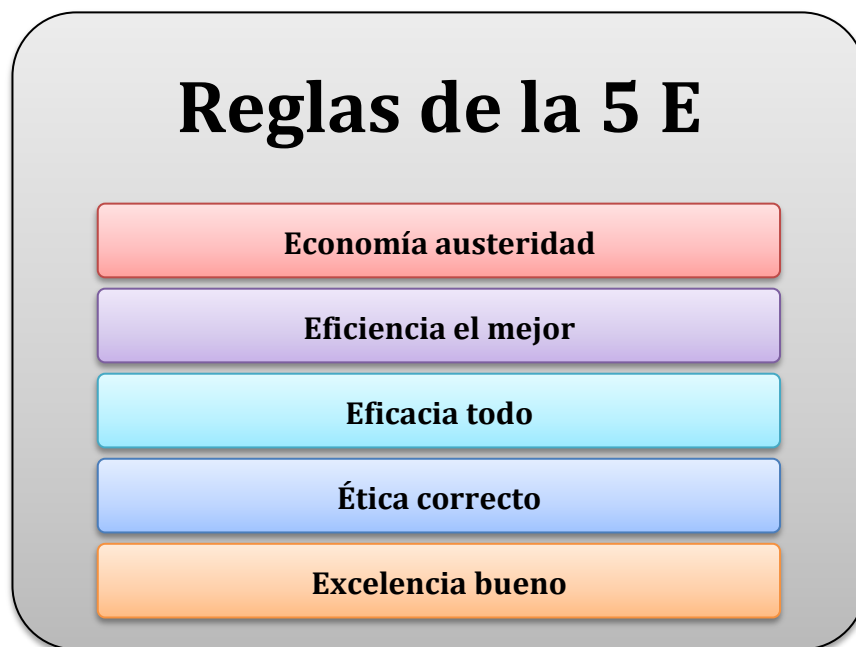 Reglas de la 5 E
Economía austeridad
Eficiencia el mejor
Eficacia todo
Ética correcto
Excelencia bueno